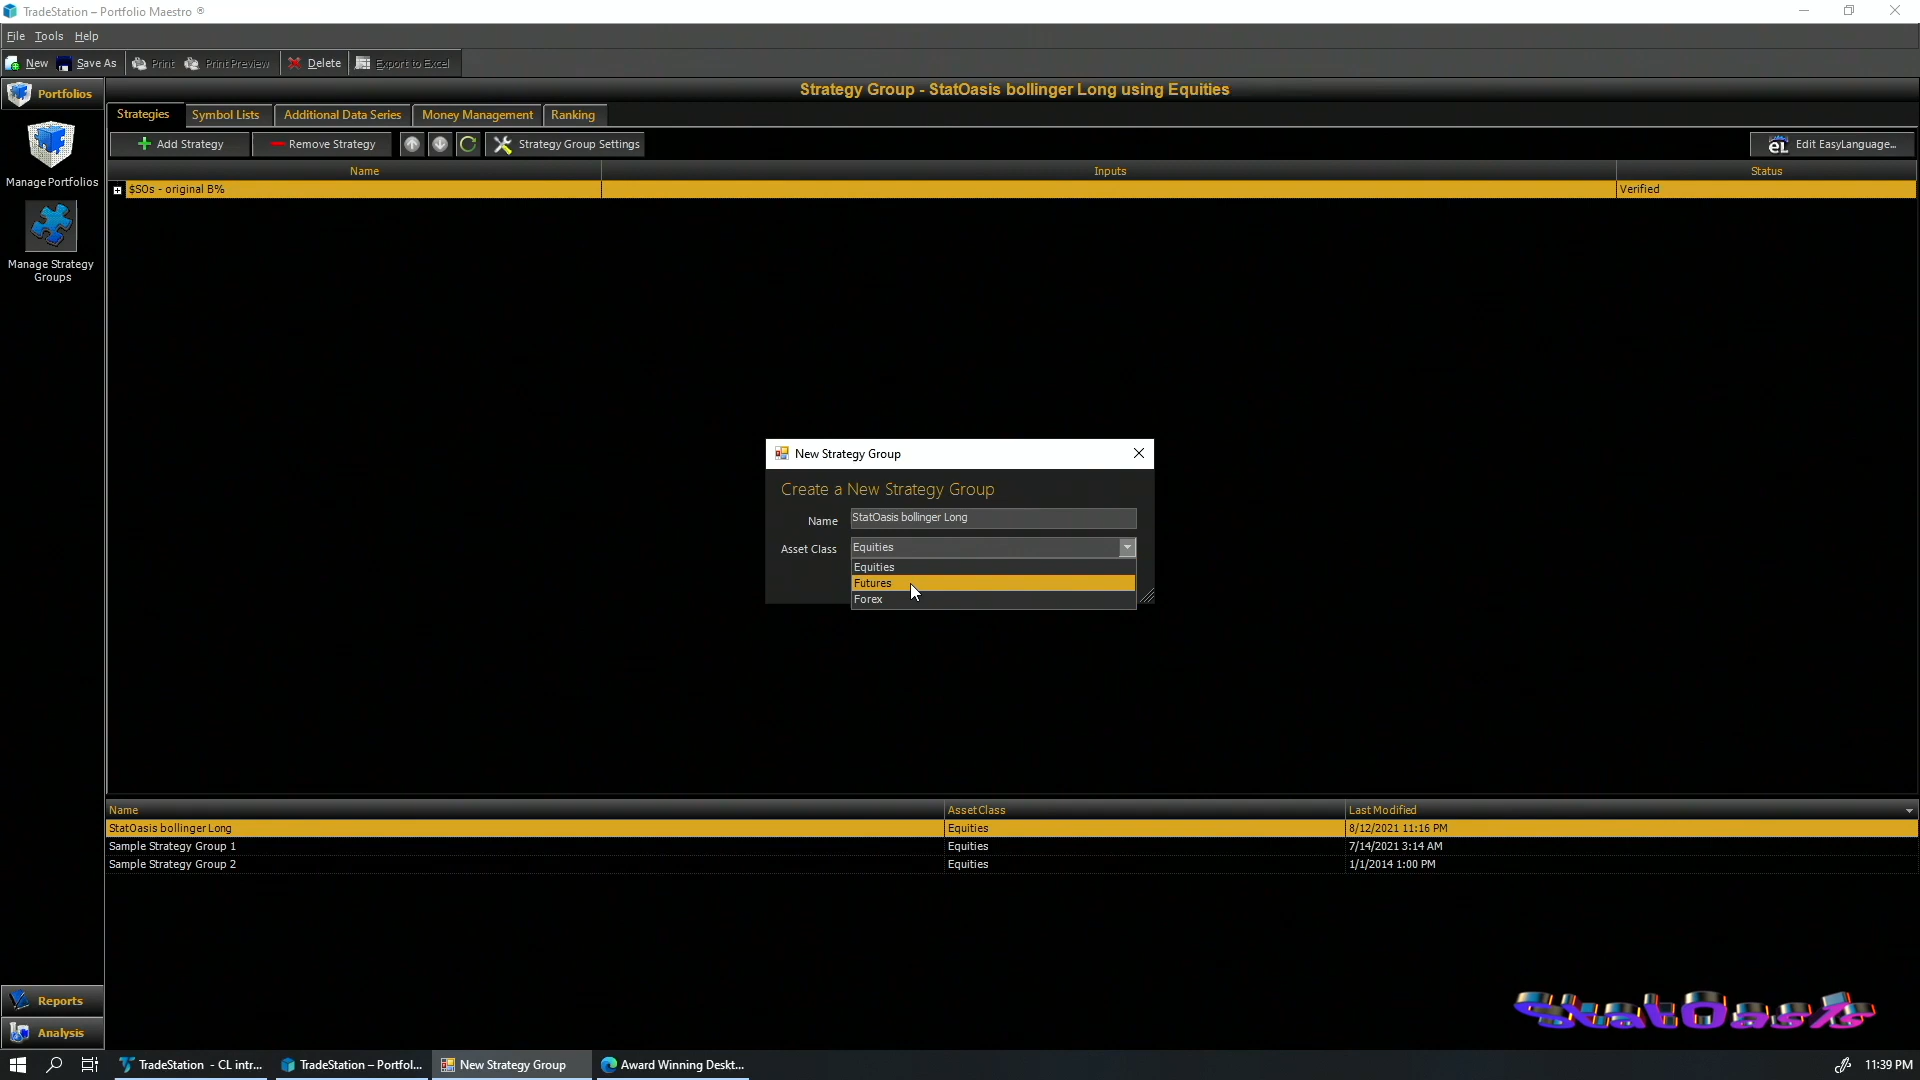 TradeStation – Portfolio Maestro ®
File Tools Help
New Save As Print Print Preview Delete Export to Excel
Portfolios
Strategy Group - StatOasis bollinger Long using Equities
Strategies Symbol Lists Additional Data Series Money Management Ranking
Add Strategy Remove Strategy Strategy Group Settings EL Edit EasyLanguage...
Name Inputs Status
$SOs - original B% Verified
Manage Portfolios
Manage Strategy
Groups
New Strategy Group
Create a New Strategy Group
Name StatOasis bollinger Long
Asset Class Equities
Equities
Futures
Forex
Name AssetClass Last Modified
StatOasis bollinger Long Equities 8/12/2021 11:16 PM
Sample Strategy Group 1 Equities 7/14/2021 3:14 AM
Sample Strategy Group 2 Equities 1/1/2014 1:00 PM
Reports
Analysis
StatOasis
TradeStation - CL intr... TradeStation – Portfol... New Strategy Group Award Winning Deskt... 11:39 PM